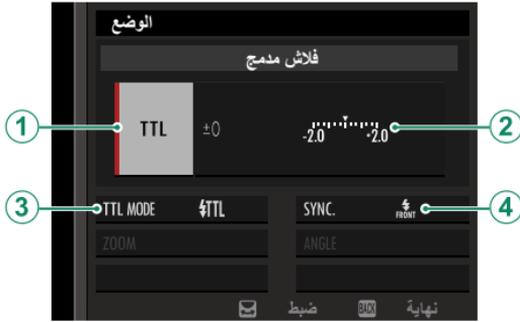 الوضع
فلاش مدمج
1 TTL ±0 -2.0 +2.0 2
3 TTL MODE TTL SYNC. FRONT 4
ZOOM ANGLE
ضبط BACK نهاية